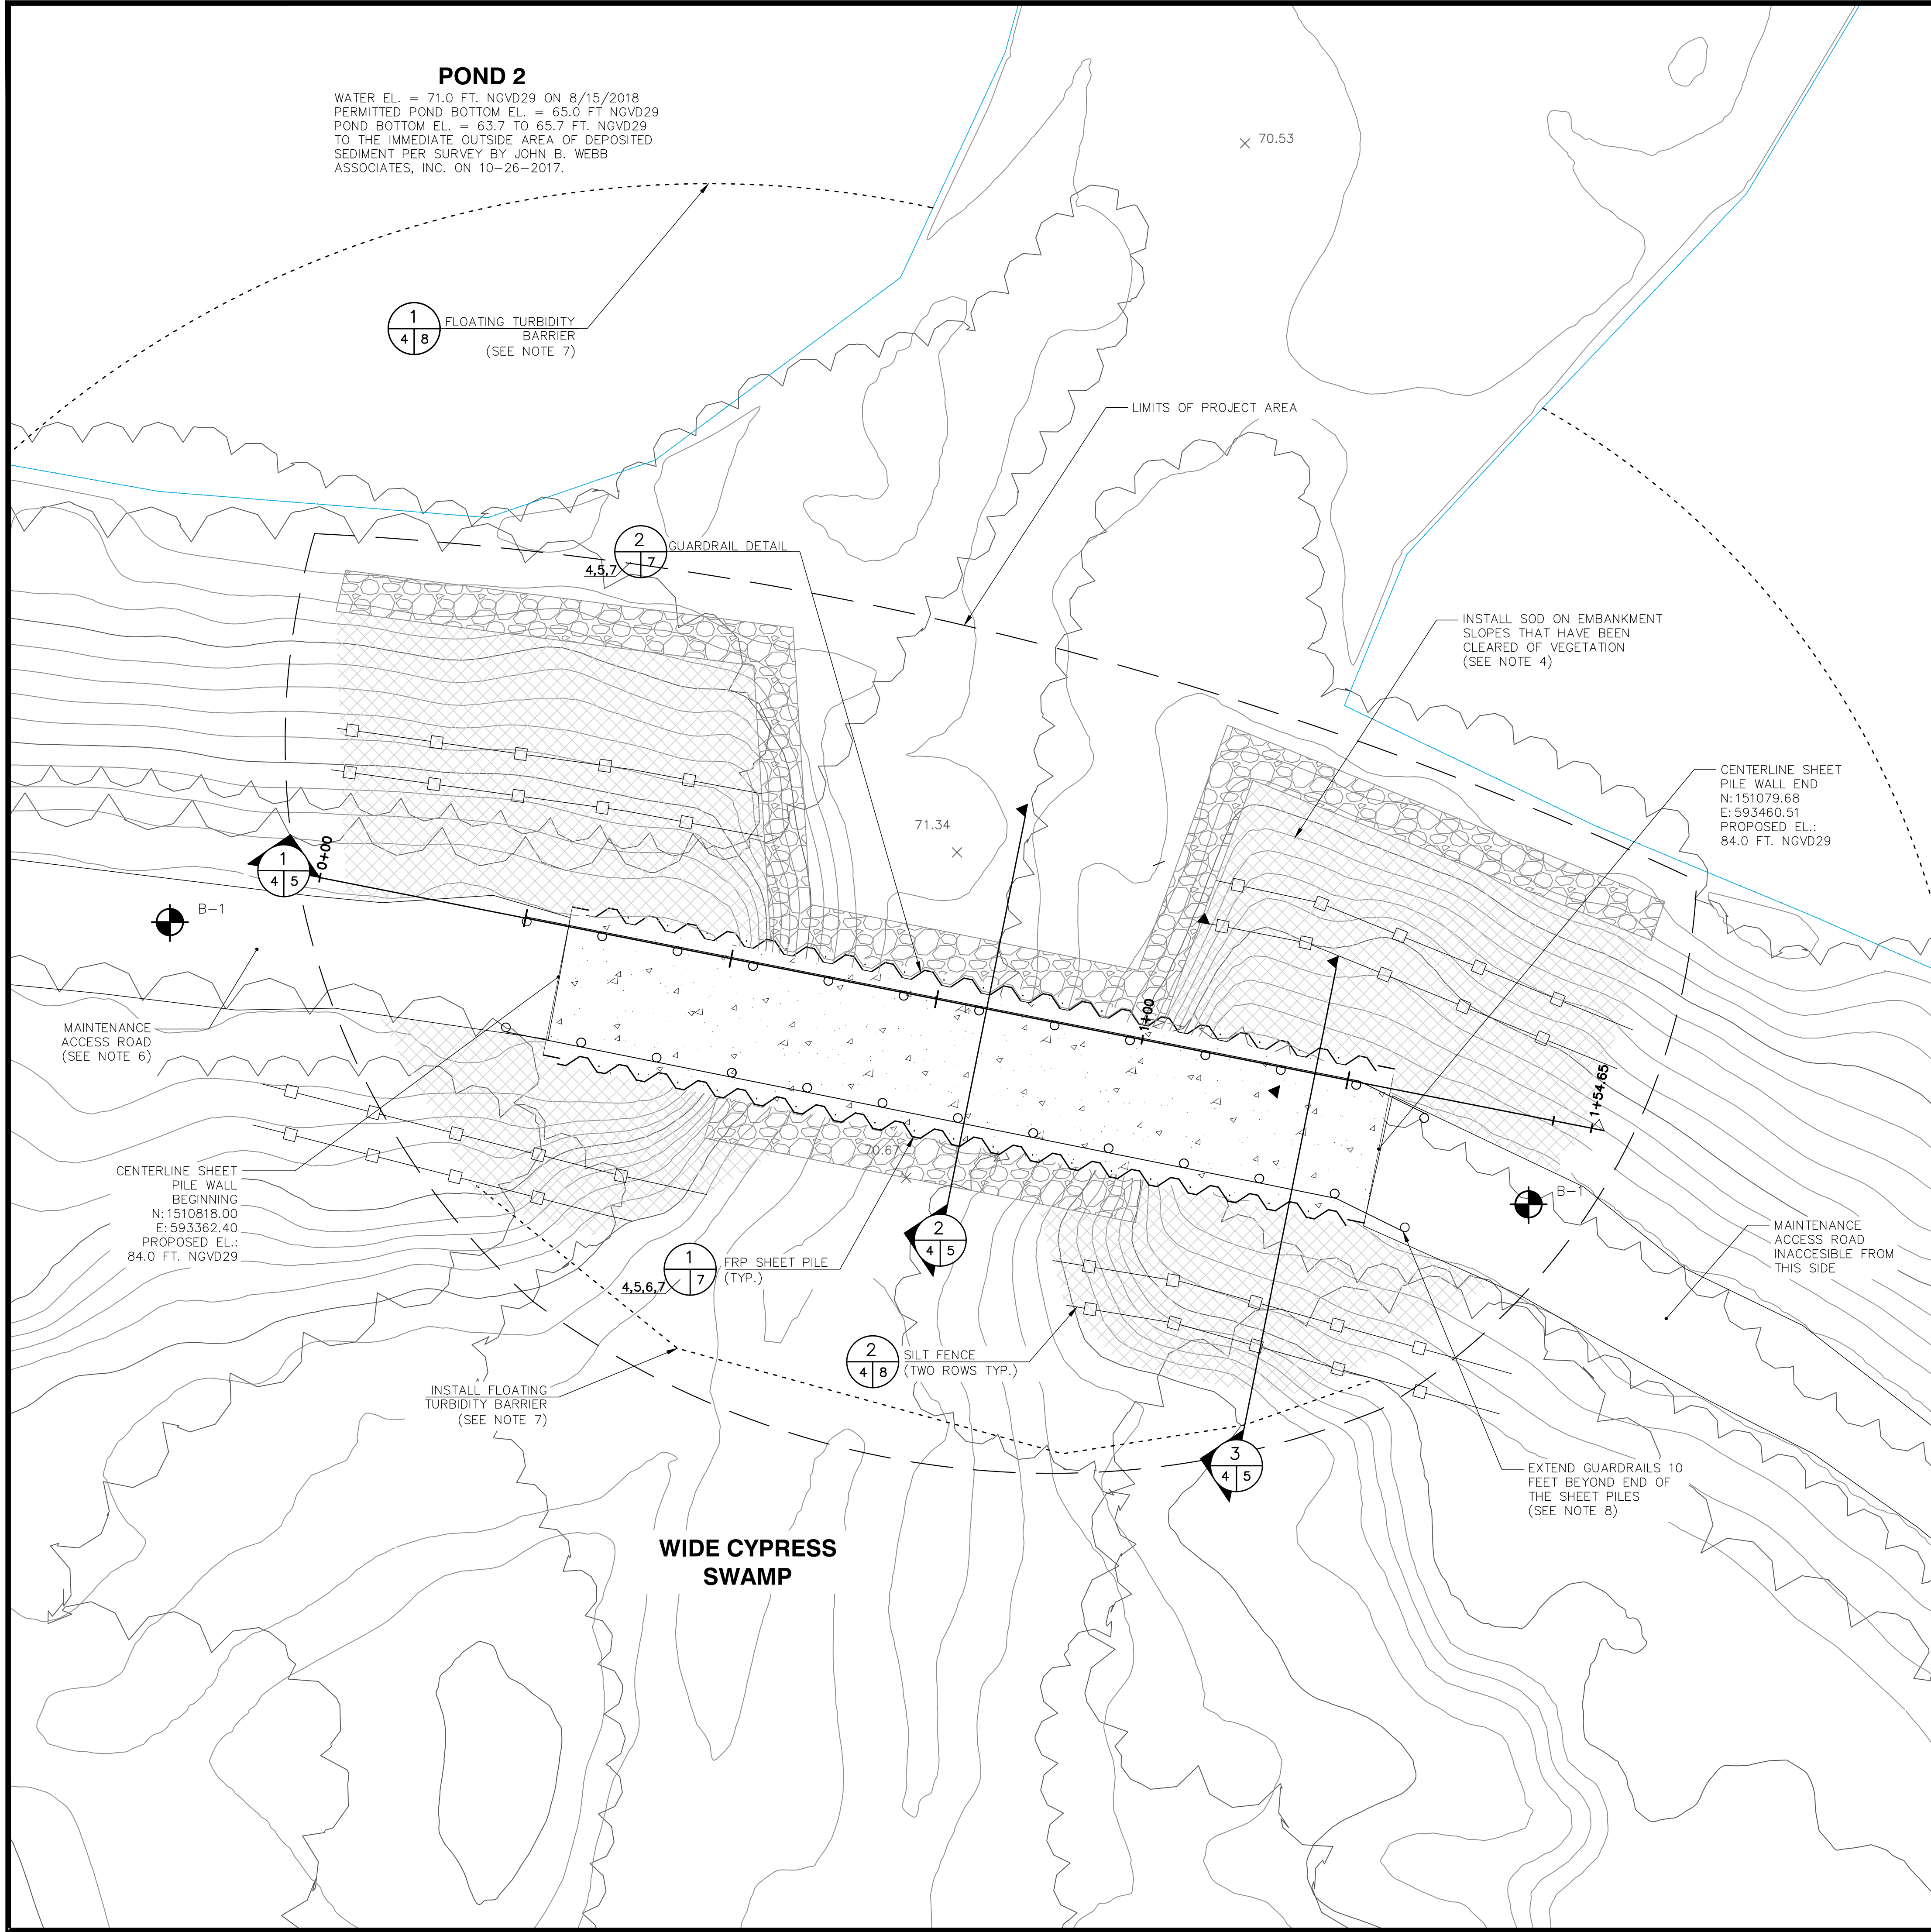 POND 2
WATER EL. = 71.0 FT. NGVD29 ON 8/15/2018
PERMITTED POND BOTTOM EL. = 65.0 FT NGVD29
POND BOTTOM EL. = 63.7 TO 65.7 FT. NGVD29
TO THE IMMEDIATE OUTSIDE AREA OF DEPOSITED
SEDIMENT PER SURVEY BY JOHN B. WEBB
ASSOCIATES, INC. ON 10-26-2017.
70.53
1
4 8
FLOATING TURBIDITY
BARRIER
(SEE NOTE 7)
LIMITS OF PROJECT AREA
2
7
4,5,7
GUARDRAIL DETAIL
INSTALL SOD ON EMBANKMENT
SLOPES THAT HAVE BEEN
CLEARED OF VEGETATION
(SEE NOTE 4)
CENTERLINE SHEET
PILE WALL END
N:151079.68
E:593460.51
PROPOSED EL.:
84.0 FT. NGVD29
71.34
1
4 5
0+00
B-1
MAINTENANCE
ACCESS ROAD
(SEE NOTE 6)
1+00
1+54.65
CENTERLINE SHEET
PILE WALL
BEGINNING
N:1510818.00
E:593362.40
PROPOSED EL.:
84.0 FT. NGVD29
70.67
B-1
MAINTENANCE
ACCESS ROAD
INACCESIBLE FROM
THIS SIDE
2
4 5
1
7
4,5,6,7
FRP SHEET PILE
(TYP.)
2
4 8
SILT FENCE
(TWO ROWS TYP.)
INSTALL FLOATING
TURBIDITY BARRIER
(SEE NOTE 7)
3
4 5
EXTEND GUARDRAILS 10
FEET BEYOND END OF
THE SHEET PILES
(SEE NOTE 8)
WIDE CYPRESS
SWAMP